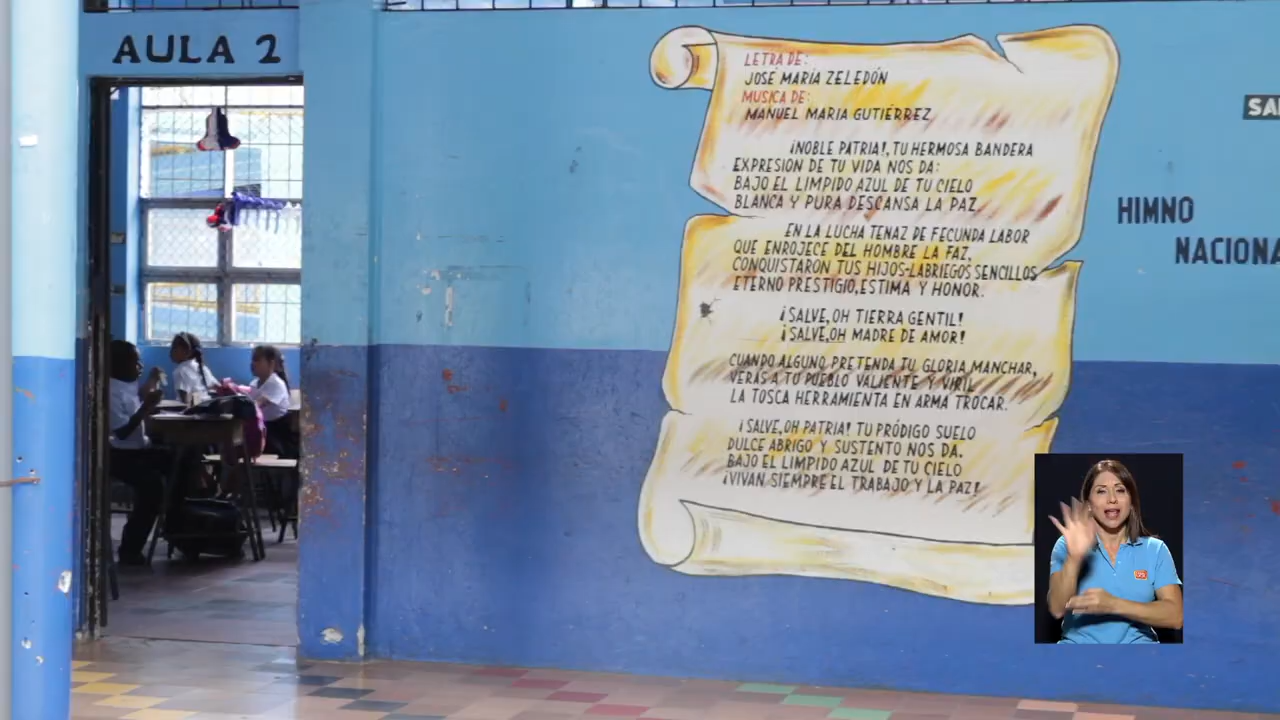 AULA 2
LETRA DE:
JOSÉ MARÍA ZELEDÓN
MUSICA DE:
MANUEL MARIA GUTIÉRREZ
¡NOBLE PATRIA!, TU HERMOSA BANDERA
EXPRESION DE TU VIDA NOS DA:
BAJO EL LIMPIDO AZUL DE TU CIELO
BLANCA Y PURA DESCANSA LA PAZ.
EN LA LUCHA TENAZ DE FECUNDA LABOR
QUE ENROJECE DEL HOMBRE LA FAZ,
CONQUISTARON TUS HIJOS-LABRIEGOS SENCILLOS
ETERNO PRESTIGIO, ESTIMA Y HONOR.
¡SALVE, OH TIERRA GENTIL!
¡SALVE, OH MADRE DE AMOR!
CUANDO ALGUNO PRETENDA TU GLORIA MANCHAR,
VERAS A TU PUEBLO VALIENTE Y VIRIL
LA TOSCA HERRAMIENTA EN ARMA TROCAR.
¡SALVE, OH PATRIA! TU PRÓDIGO SUELO
DULCE ABRIGO Y SUSTENTO NOS DA.
BAJO EL LIMPIDO AZUL DE TU CIELO
¡VIVAN SIEMPRE EL TRABAJO Y LA PAZ!
HIMNO
NACIONA